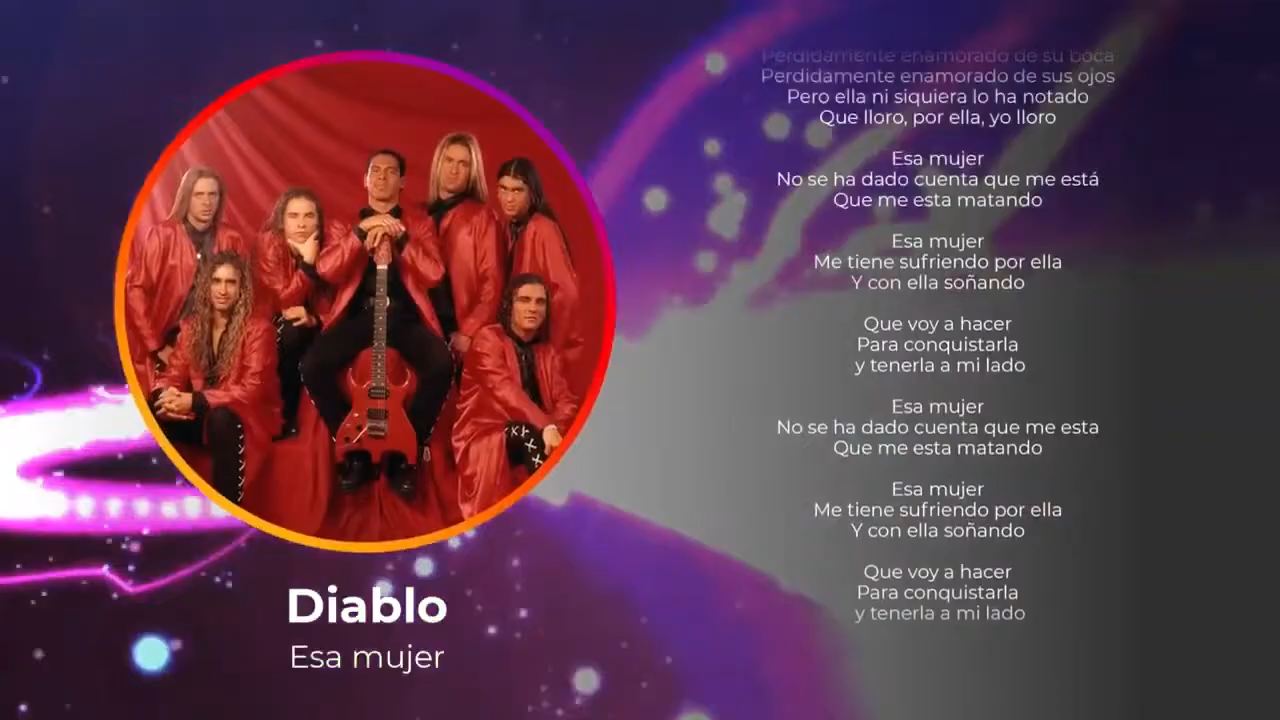 Diablo
Esa mujer
Perdidamente enamorado de su boca
Perdidamente enamorado de sus ojos
Pero ella ni siquiera lo ha notado
Que lloro, por ella, yo lloro
Esa mujer
No se ha dado cuenta que me está
Que me esta matando
Esa mujer
Me tiene sufriendo por ella
Y con ella soñando
Que voy a hacer
Para conquistarla
y tenerla a mi lado
Esa mujer
No se ha dado cuenta que me esta
Que me esta matando
Esa mujer
Me tiene sufriendo por ella
Y con ella soñando
Que voy a hacer
Para conquistarla
y tenerla a mi lado